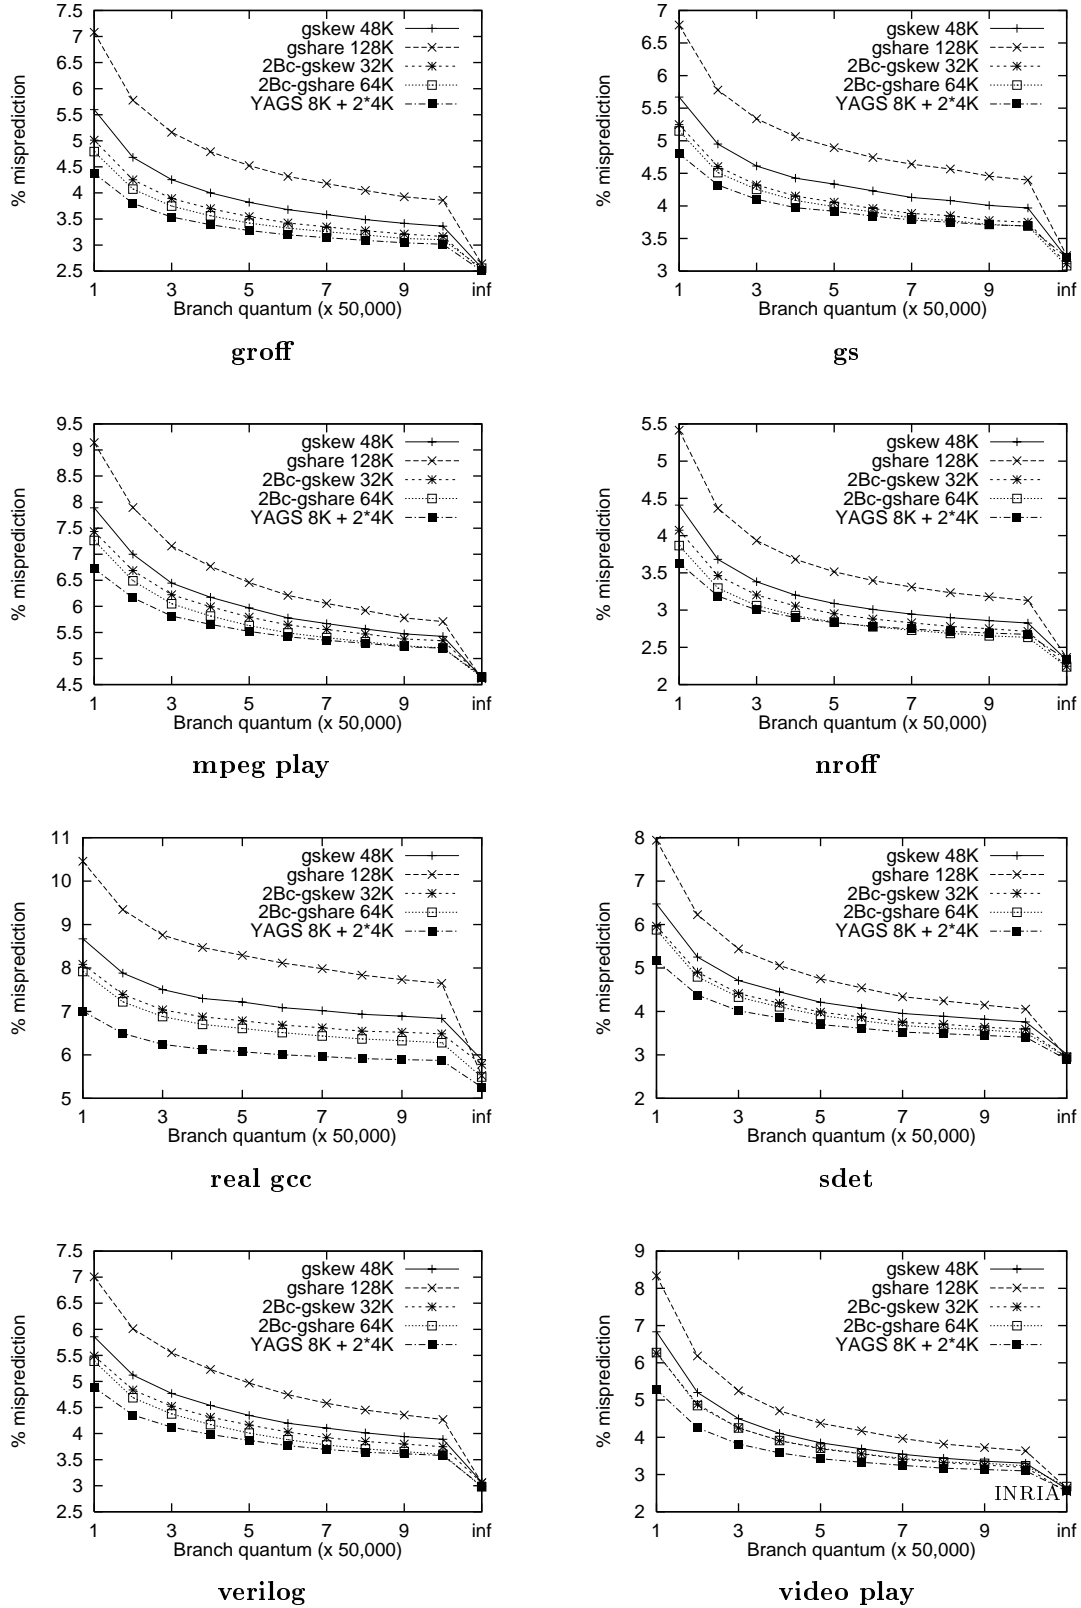 7.5
7
6.5
6
5.5
5
4.5
4
3.5
3
2.5
% misprediction
gskew 48K
gshare 128K
2Bc-gskew 32K
2Bc-gshare 64K
YAGS 8K + 2*4K
1 3 5 7 9 inf
Branch quantum (x 50,000)
groff
7
6.5
6
5.5
5
4.5
4
3.5
3
% misprediction
gskew 48K
gshare 128K
2Bc-gskew 32K
2Bc-gshare 64K
YAGS 8K + 2*4K
1 3 5 7 9 inf
Branch quantum (x 50,000)
gs
9.5
9
8.5
8
7.5
7
6.5
6
5.5
5
4.5
% misprediction
gskew 48K
gshare 128K
2Bc-gskew 32K
2Bc-gshare 64K
YAGS 8K + 2*4K
1 3 5 7 9 inf
Branch quantum (x 50,000)
mpeg play
5.5
5
4.5
4
3.5
3
2.5
2
% misprediction
gskew 48K
gshare 128K
2Bc-gskew 32K
2Bc-gshare 64K
YAGS 8K + 2*4K
1 3 5 7 9 inf
Branch quantum (x 50,000)
nroff
11
10
9
8
7
6
5
% misprediction
gskew 48K
gshare 128K
2Bc-gskew 32K
2Bc-gshare 64K
YAGS 8K + 2*4K
1 3 5 7 9 inf
Branch quantum (x 50,000)
real gcc
8
7
6
5
4
3
2
% misprediction
gskew 48K
gshare 128K
2Bc-gskew 32K
2Bc-gshare 64K
YAGS 8K + 2*4K
1 3 5 7 9 inf
Branch quantum (x 50,000)
sdet
7.5
7
6.5
6
5.5
5
4.5
4
3.5
3
2.5
% misprediction
gskew 48K
gshare 128K
2Bc-gskew 32K
2Bc-gshare 64K
YAGS 8K + 2*4K
1 3 5 7 9 inf
Branch quantum (x 50,000)
verilog
9
8
7
6
5
4
3
2
% misprediction
gskew 48K
gshare 128K
2Bc-gskew 32K
2Bc-gshare 64K
YAGS 8K + 2*4K
INRIA
1 3 5 7 9 inf
Branch quantum (x 50,000)
video play